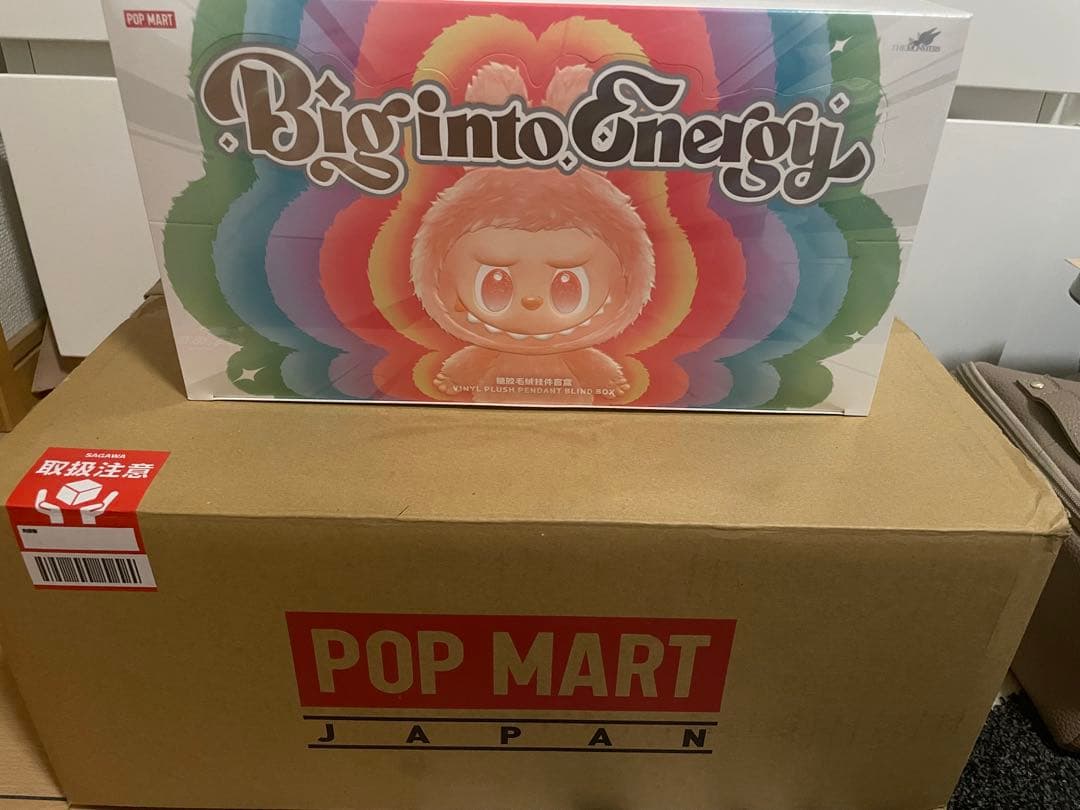 POP MART
THE MONSTERS
Big into Energy
搪胶毛绒挂件盲盒
VINYL PLUSH PENDANT BLIND BOX
SAGAWA
取扱注意
POP MART
JAPAN